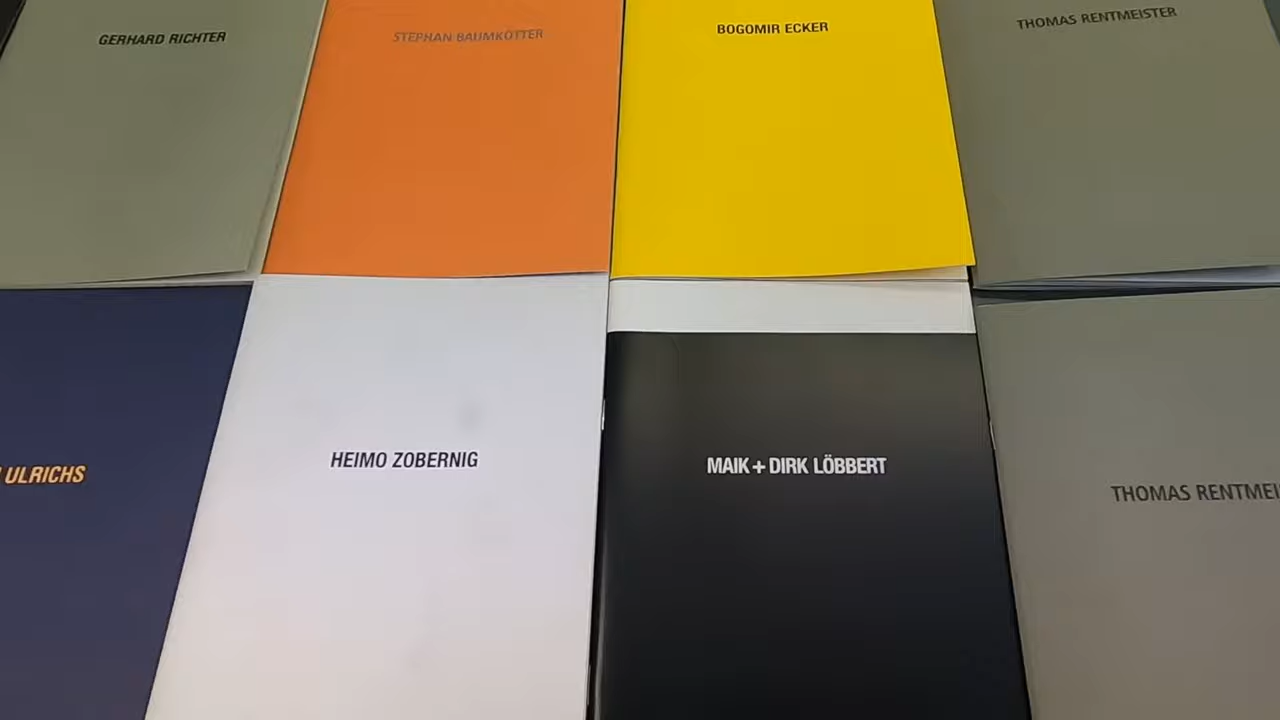 GERHARD RICHTER
STEPHAN BAUMKÖTTER
BOGOMIR ECKER
THOMAS RENTMEISTER
ULRICHS
HEIMO ZOBERNIG
MAIK + DIRK LÖBBERT
THOMAS RENTMEI